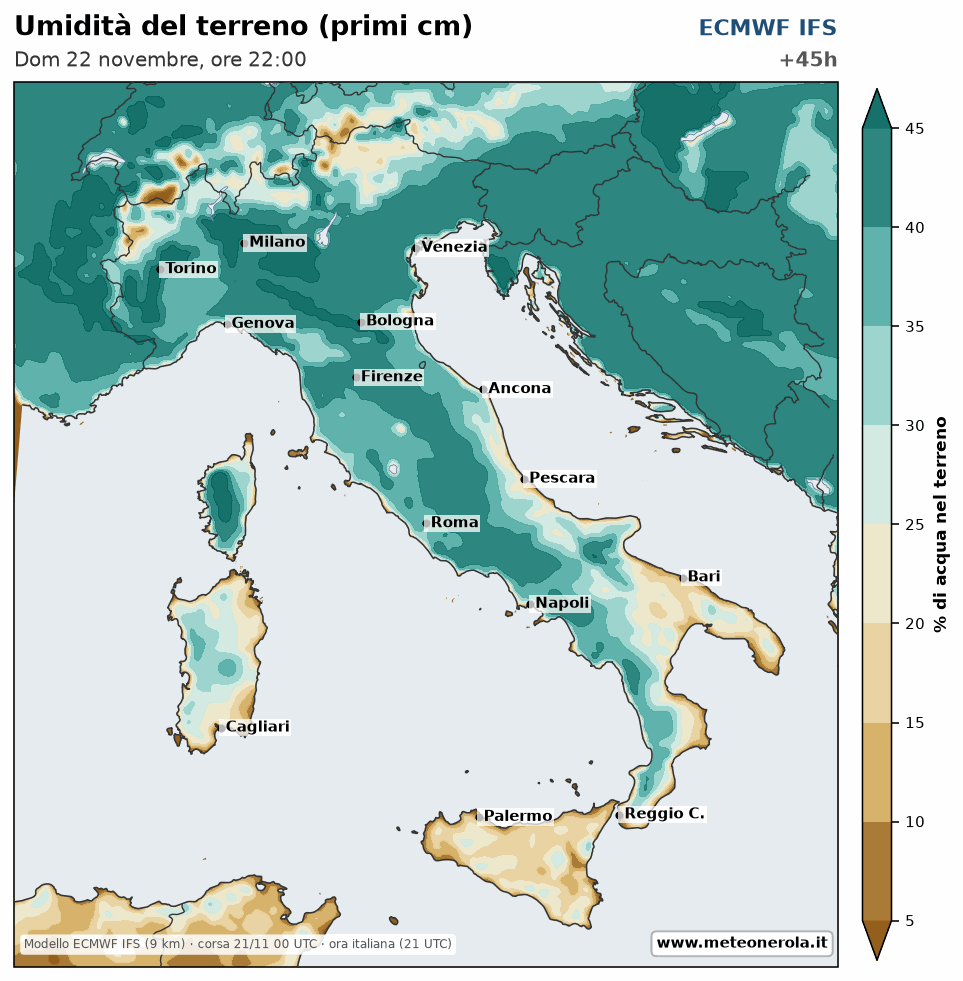 Umidità del terreno (primi cm)
ECMWF IFS
Dom 22 novembre, ore 22:00
+45h
Milano
Venezia
Torino
Genova
Bologna
Firenze
Ancona
Pescara
Roma
Bari
Napoli
Cagliari
Palermo
Reggio C.
45
40
35
30
25
20
15
10
5
% di acqua nel terreno
Modello ECMWF IFS (9 km) · corsa 21/11 00 UTC · ora italiana (21 UTC)
www.meteonerola.it